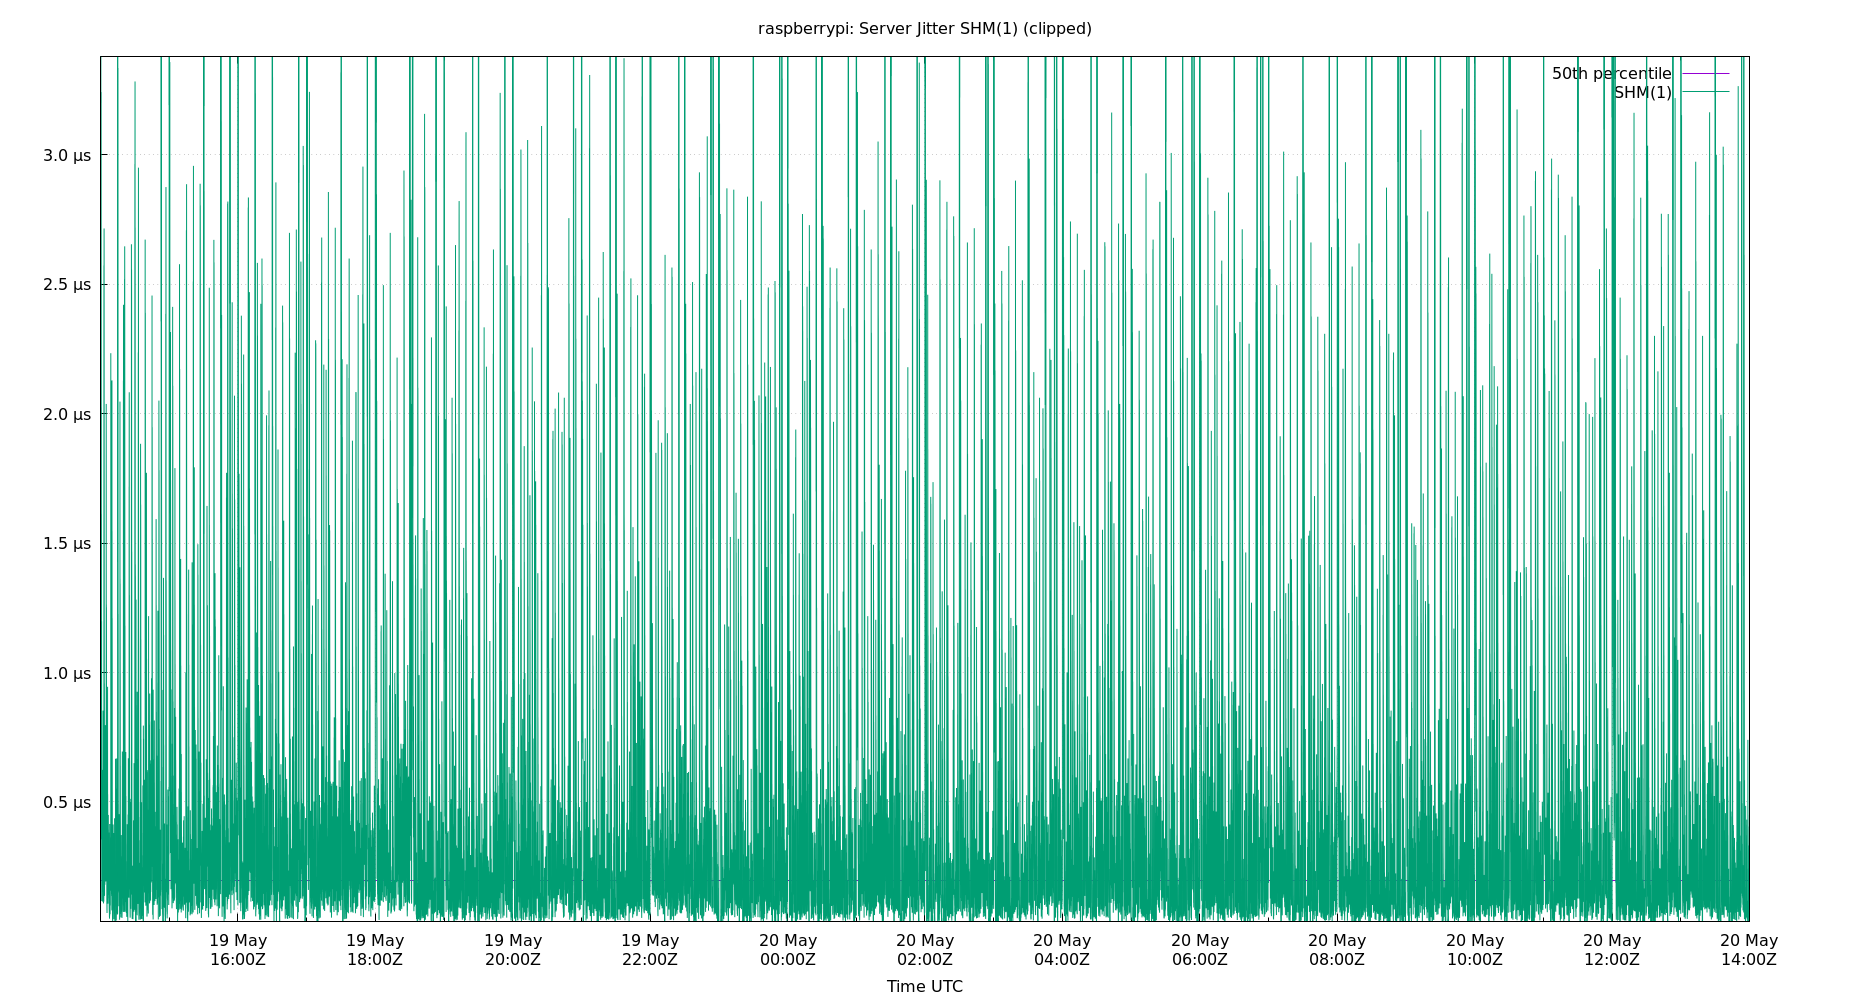 raspberrypi: Server Jitter SHM(1) (clipped)
50th percentile
SHM(1)
3.0 µs
2.5 µs
2.0 µs
1.5 µs
1.0 µs
0.5 µs
19 May 19 May 19 May 19 May 20 May 20 May 20 May 20 May 20 May 20 May 20 May 20 May
16:00Z 18:00Z 20:00Z 22:00Z 00:00Z 02:00Z 04:00Z 06:00Z 08:00Z 10:00Z 12:00Z 14:00Z
Time UTC